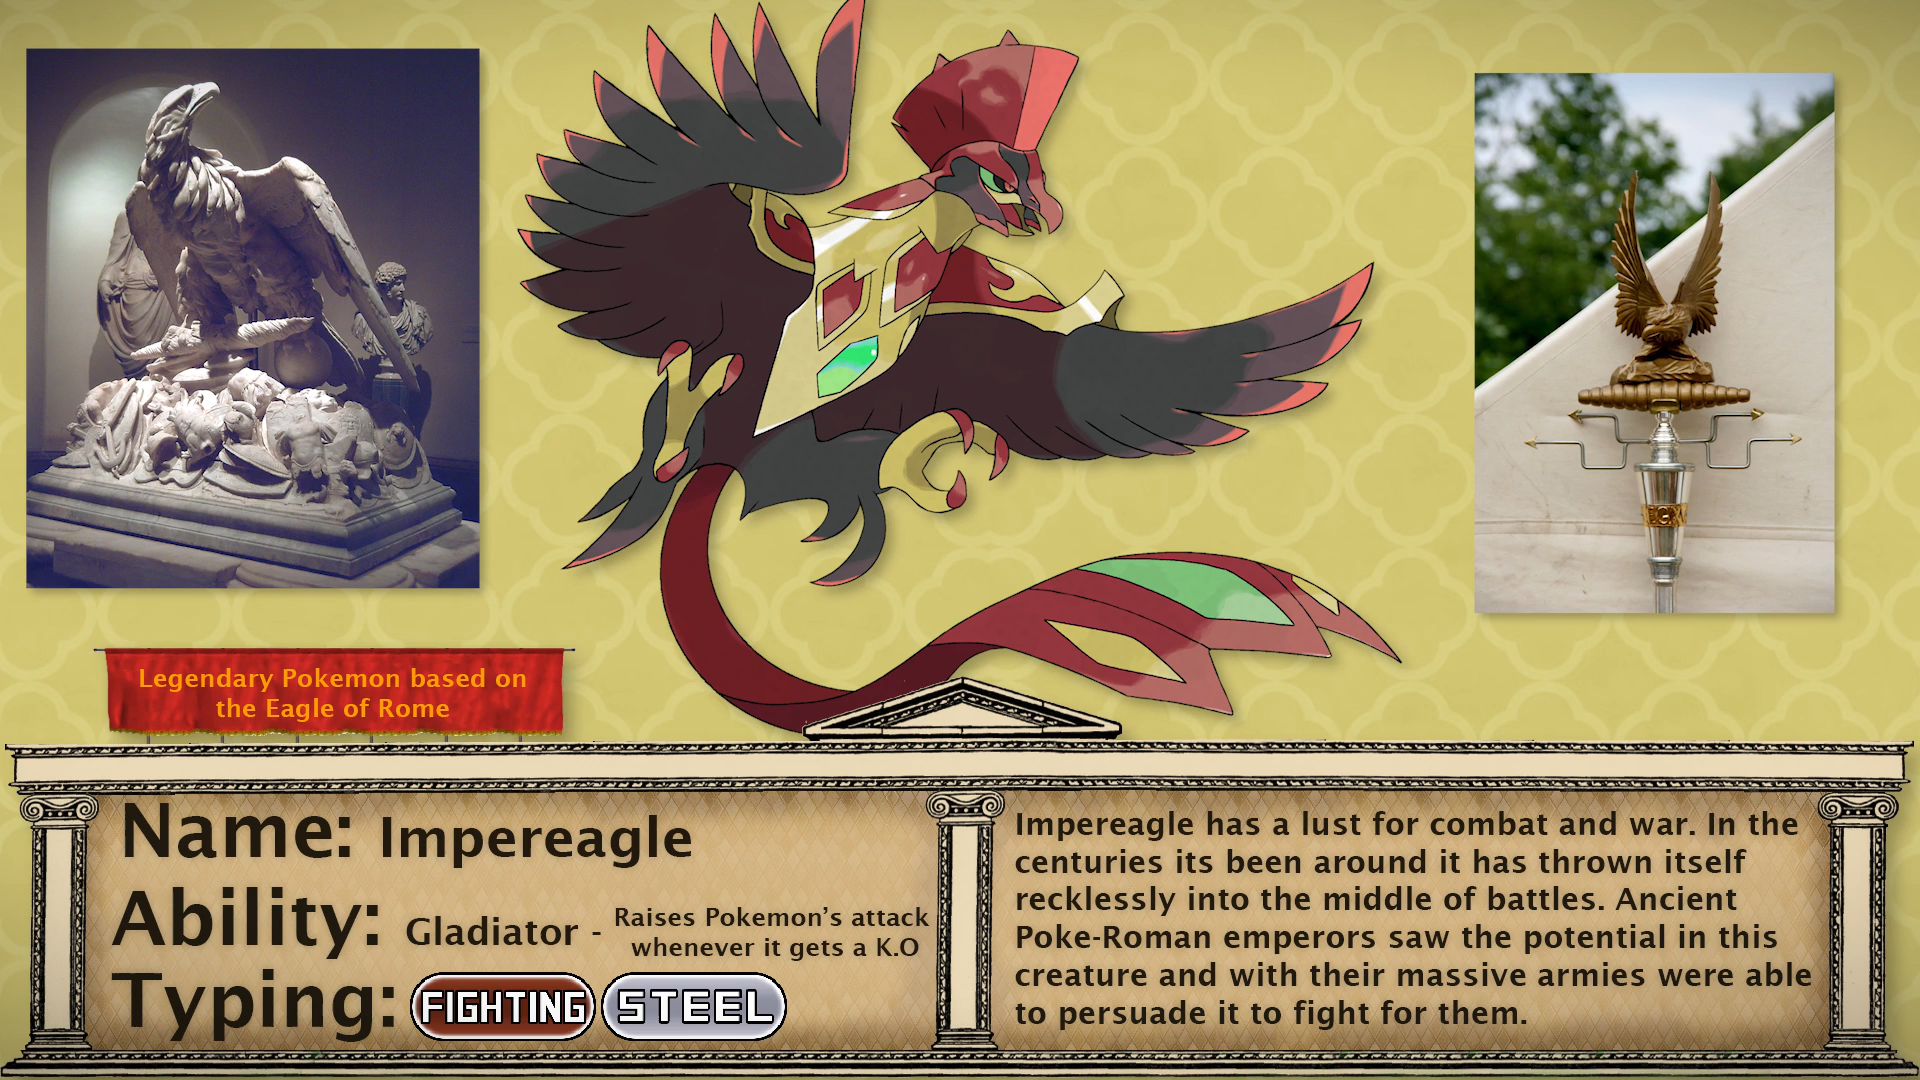 Legendary Pokemon based on
the Eagle of Rome
Name: Impereagle
Ability: Gladiator - Raises Pokemon's attack
whenever it gets a K.O
Typing: FIGHTING STEEL
Impereagle has a lust for combat and war. In the
centuries its been around it has thrown itself
recklessly into the middle of battles. Ancient
Poke-Roman emperors saw the potential in this
creature and with their massive armies were able
to persuade it to fight for them.